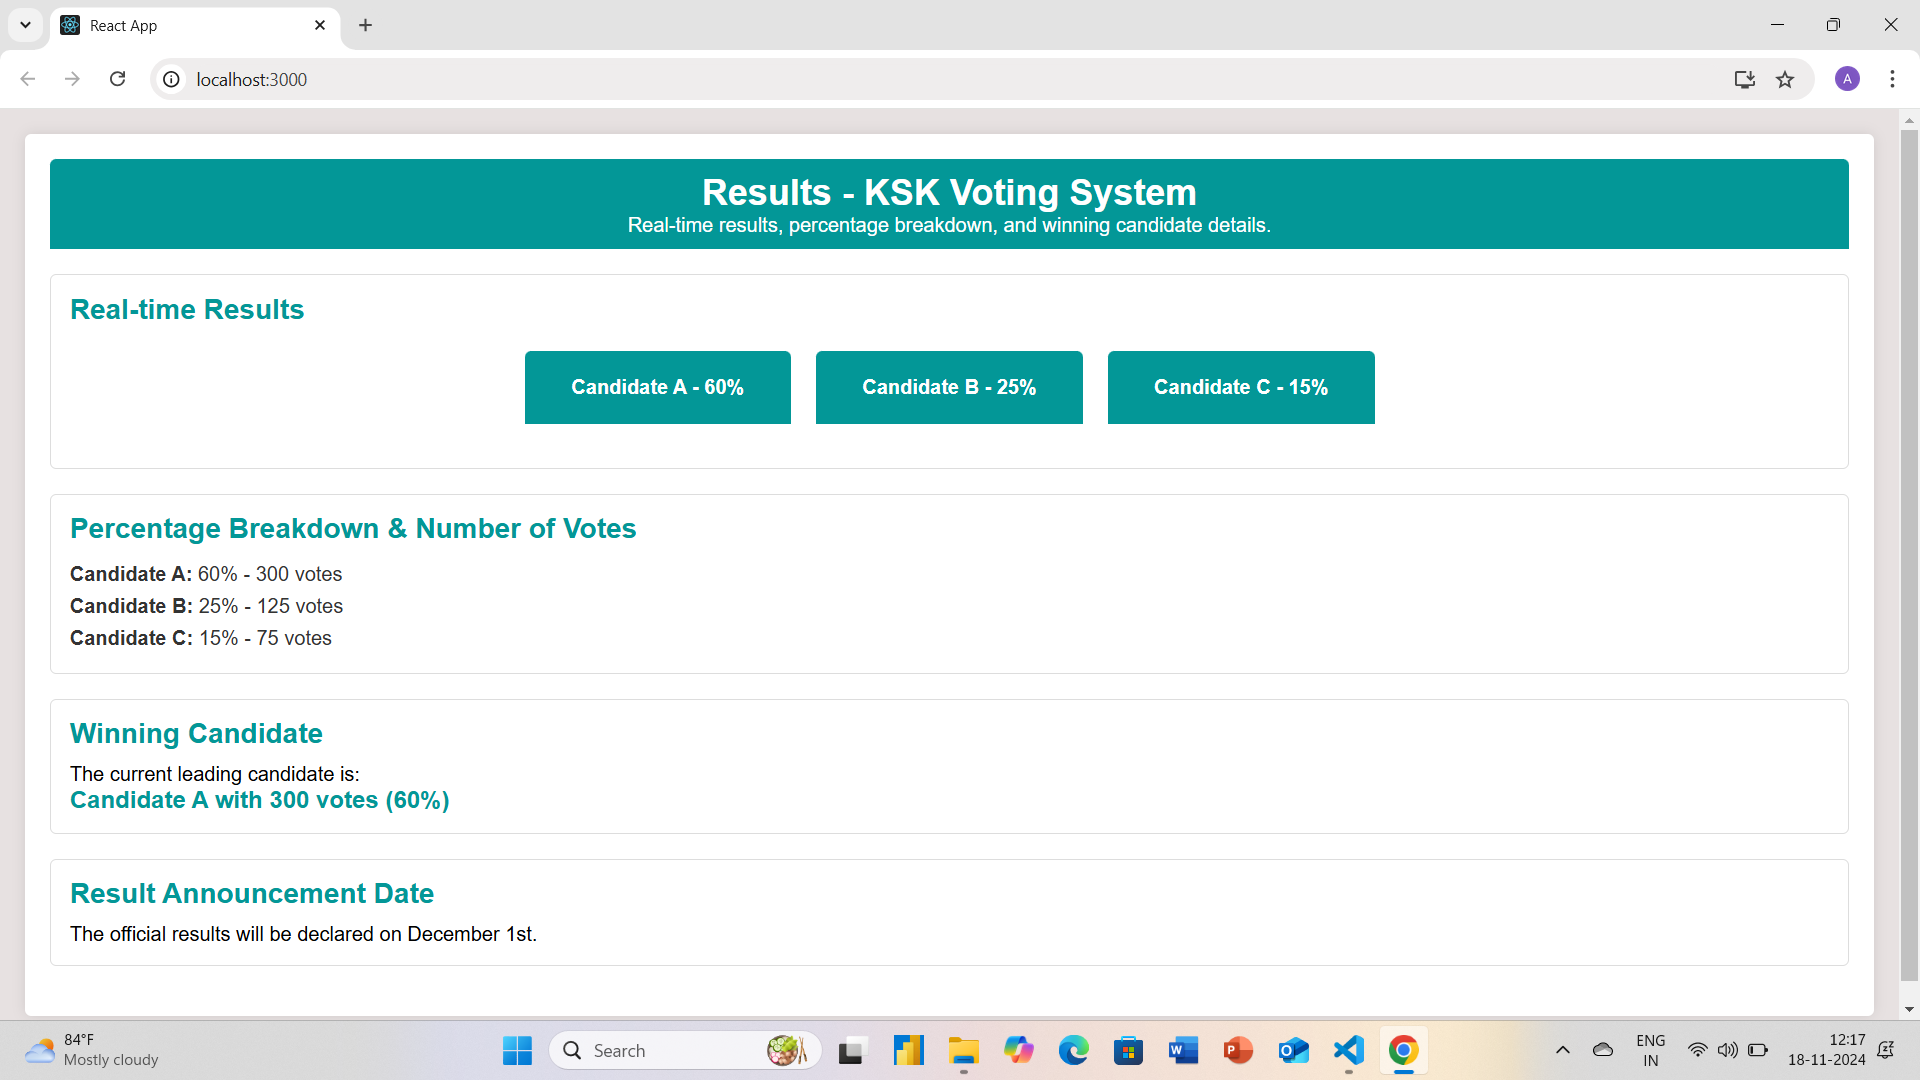 React App
localhost:3000
A
Results - KSK Voting System
Real-time results, percentage breakdown, and winning candidate details.
Real-time Results
Candidate A - 60%
Candidate B - 25%
Candidate C - 15%
Percentage Breakdown & Number of Votes
Candidate A: 60% - 300 votes
Candidate B: 25% - 125 votes
Candidate C: 15% - 75 votes
Winning Candidate
The current leading candidate is:
Candidate A with 300 votes (60%)
Result Announcement Date
The official results will be declared on December 1st.
84°F
Mostly cloudy
Search
ENG
IN
12:17
18-11-2024